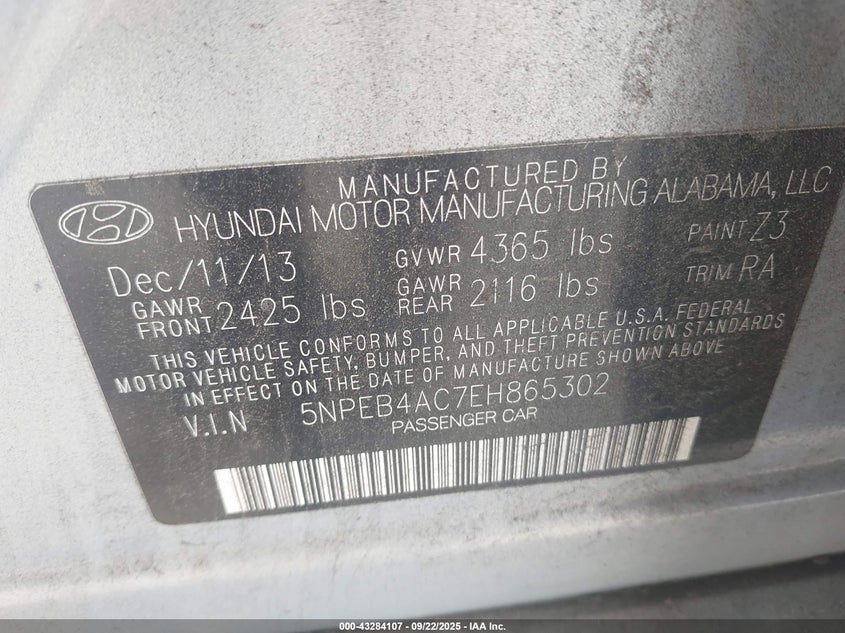 MANUFACTURED BY
HYUNDAI MOTOR MANUFACTURING ALABAMA, LLC
Dec/11/13 GVWR 4365 lbs PAINT Z3
GAWR FRONT 2425 lbs GAWR REAR 2116 lbs TRIM RA
THIS VEHICLE CONFORMS TO ALL APPLICABLE U.S.A. FEDERAL
MOTOR VEHICLE SAFETY, BUMPER, AND THEFT PREVENTION STANDARDS
IN EFFECT ON THE DATE OF MANUFACTURE SHOWN ABOVE
V.I.N 5NPEB4AC7EH865302
PASSENGER CAR
000-43284107 - 09/22/2025 - IAA Inc.